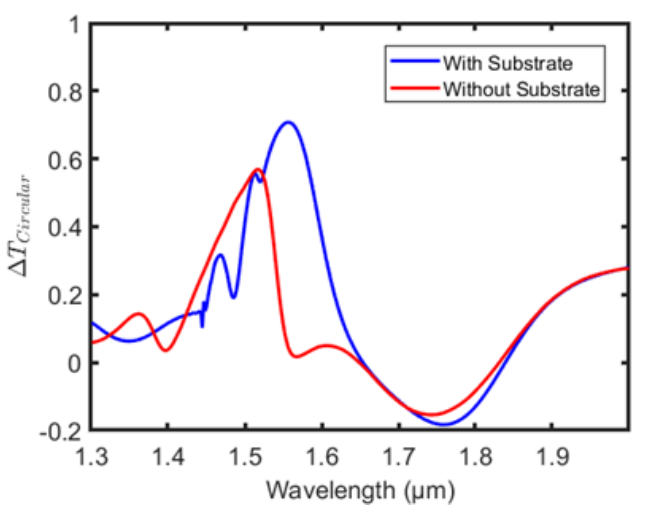 1
0.8
0.6
0.4
0.2
0
-0.2
ΔT_Circular
With Substrate
Without Substrate
1.3 1.4 1.5 1.6 1.7 1.8 1.9
Wavelength (μm)